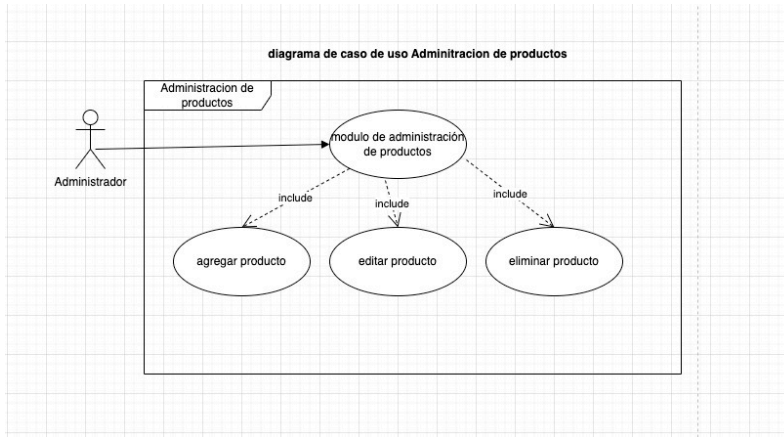 diagrama de caso de uso Adminitracion de productos
Administracion de
productos
modulo de administración
de productos
Administrador
include
include
include
agregar producto
editar producto
eliminar producto